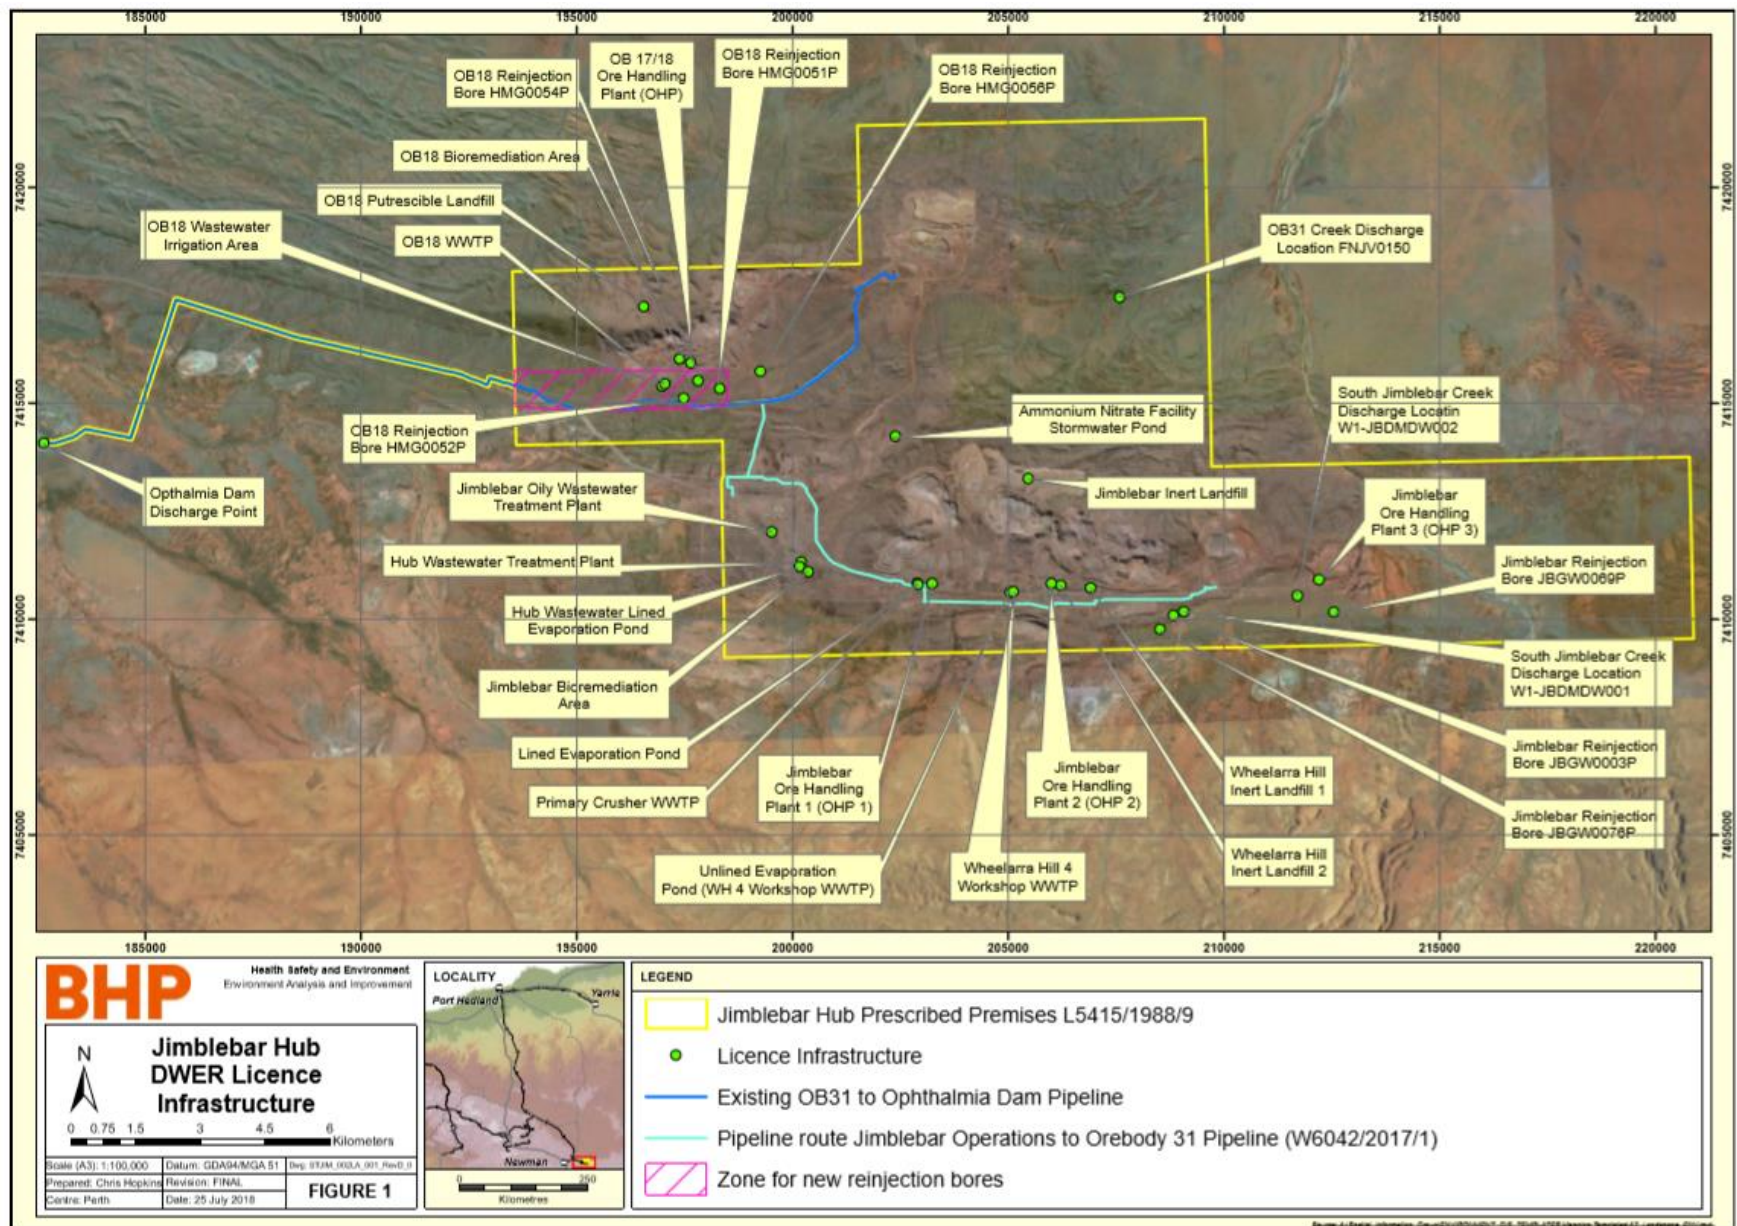 185000 190000 195000 200000 205000 210000 215000 220000
7420000
7415000
7410000
7405000
7420000
7415000
7410000
7405000
OB18 Reinjection
Bore HMG0054P
OB 17/18
Ore Handling
Plant (OHP)
OB18 Reinjection
Bore HMG0051P
OB18 Reinjection
Bore HMG0056P
OB18 Bioremediation Area
OB18 Putrescible Landfill
OB18 Wastewater
Irrigation Area
OB18 WWTP
OB31 Creek Discharge
Location FNJV0150
OB18 Reinjection
Bore HMG0052P
Ammonium Nitrate Facility
Stormwater Pond
South Jimblebar Creek
Discharge Locatin
W1-JBDMDW002
Opthalmia Dam
Discharge Point
Jimblebar Oily Wastewater
Treatment Plant
Jimblebar Inert Landfill
Jimblebar
Ore Handling
Plant 3 (OHP 3)
Hub Wastewater Treatment Plant
Jimblebar Reinjection
Bore JBGW0069P
Hub Wastewater Lined
Evaporation Pond
Jimblebar Bioremediation
Area
South Jimblebar Creek
Discharge Location
W1-JBDMDW001
Lined Evaporation Pond
Jimblebar Reinjection
Bore JBGW0003P
Primary Crusher WWTP
Jimblebar
Ore Handling
Plant 1 (OHP 1)
Jimblebar
Ore Handling
Plant 2 (OHP 2)
Wheelarra Hill
Inert Landfill 1
Jimblebar Reinjection
Bore JBGW0076P
Unlined Evaporation
Pond (WH 4 Workshop WWTP)
Wheelarra Hill 4
Workshop WWTP
Wheelarra Hill
Inert Landfill 2
185000 190000 195000 200000 205000 210000 215000 220000
BHP
Health Safety and Environment
Environment Analysis and Improvement
Jimblebar Hub
DWER Licence
Infrastructure
N
0 0.75 1.5 3 4.5 6
Kilometers
Scale (A3): 1:100,000
Datum: GDA94/MGA 51
Prepared: Chris Hopkins
Revision: FINAL
Centre: Perth
Date: 25 July 2018
FIGURE 1
LOCALITY
Port Hedland
Yarrie
Newman
0 250
Kilometres
LEGEND
Jimblebar Hub Prescribed Premises L5415/1988/9
Licence Infrastructure
Existing OB31 to Ophthalmia Dam Pipeline
Pipeline route Jimblebar Operations to Orebody 31 Pipeline (W6042/2017/1)
Zone for new reinjection bores